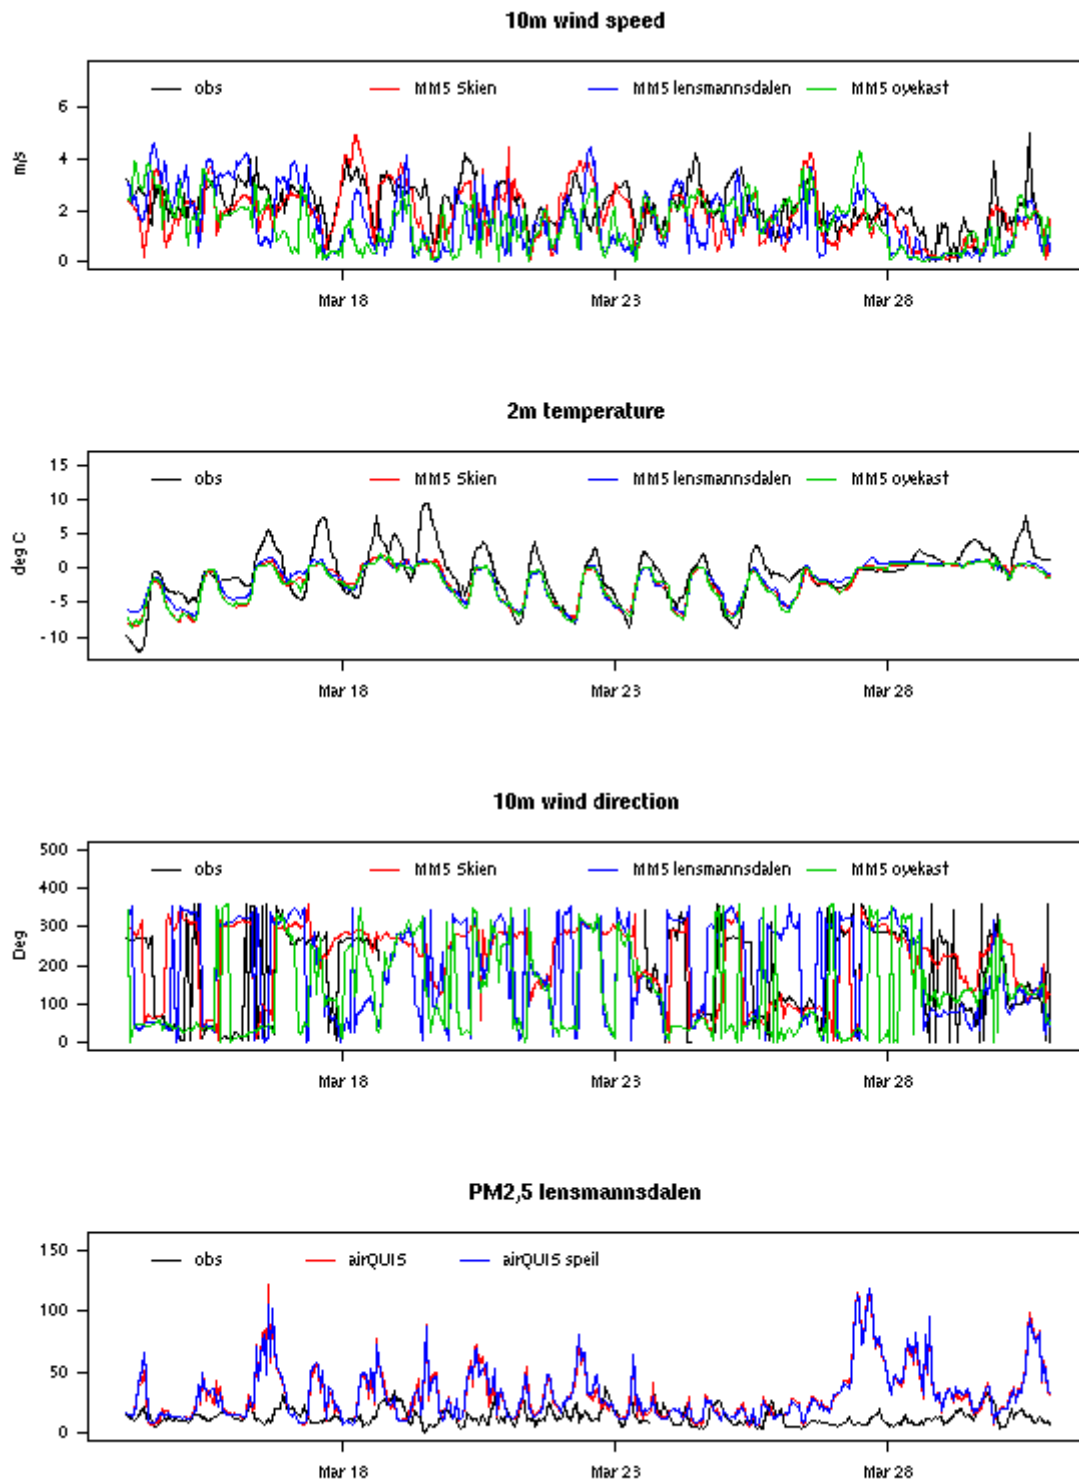 10m wind speed
obs MM5 Skien MM5 lensmannsdalen MM5 oyekast
m/s
6
4
2
0
Mar 18 Mar 23 Mar 28
2m temperature
obs MM5 Skien MM5 lensmannsdalen MM5 oyekast
deg C
15
10
5
0
-5
-10
Mar 18 Mar 23 Mar 28
10m wind direction
obs MM5 Skien MM5 lensmannsdalen MM5 oyekast
Deg
500
400
300
200
100
0
Mar 18 Mar 23 Mar 28
PM2,5 lensmannsdalen
obs airQUIS airQUIS speil
150
100
50
0
Mar 18 Mar 23 Mar 28